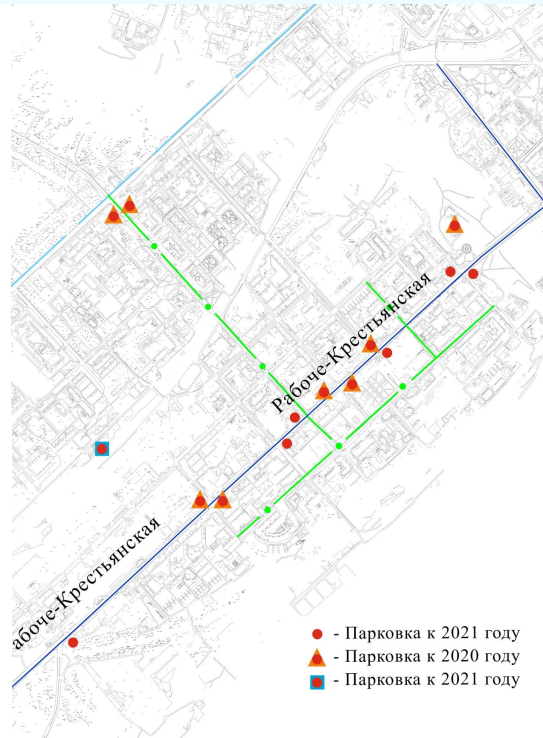 Рабоче-Крестьянская
абоче-Крестьянская
- Парковка к 2021 году
- Парковка к 2020 году
- Парковка к 2021 году